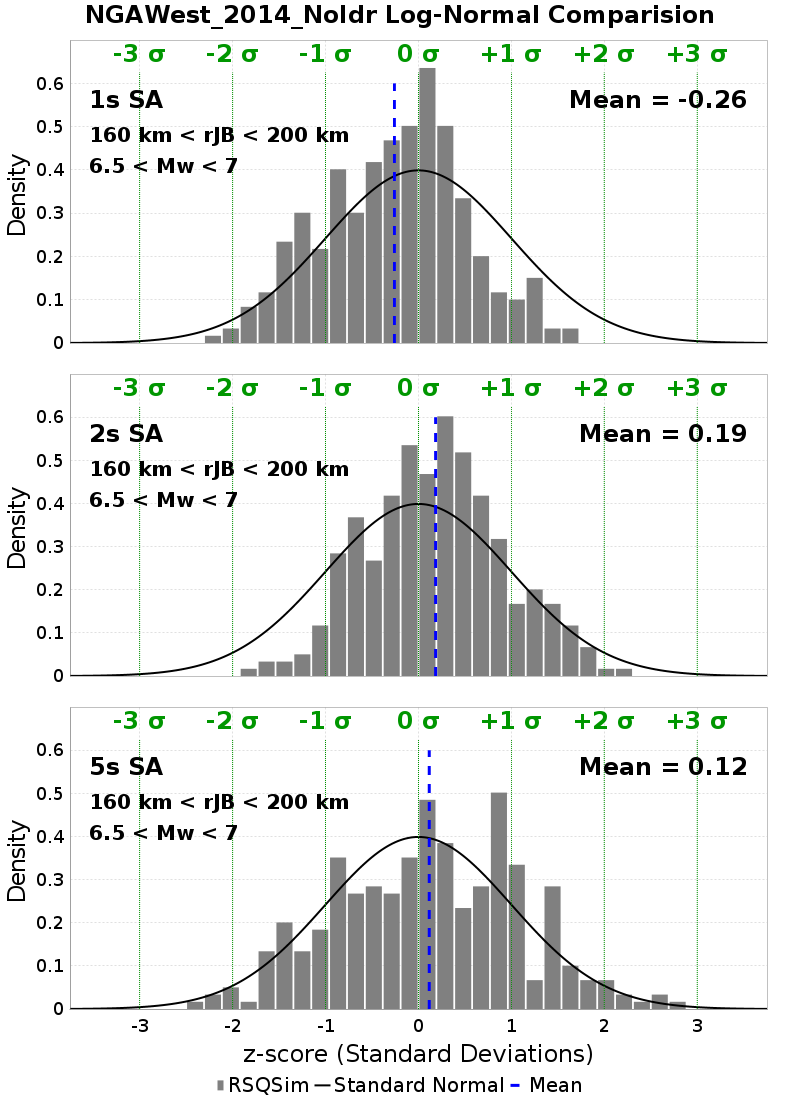 NGAWest_2014_NoIdr Log-Normal Comparision
-3 σ -2 σ -1 σ 0 σ +1 σ +2 σ +3 σ
1s SA
Mean = -0.26
160 km < rJB < 200 km
6.5 < Mw < 7
Density
0.6
0.5
0.4
0.3
0.2
0.1
0
-3 σ -2 σ -1 σ 0 σ +1 σ +2 σ +3 σ
2s SA
Mean = 0.19
160 km < rJB < 200 km
6.5 < Mw < 7
Density
0.6
0.5
0.4
0.3
0.2
0.1
0
-3 σ -2 σ -1 σ 0 σ +1 σ +2 σ +3 σ
5s SA
Mean = 0.12
160 km < rJB < 200 km
6.5 < Mw < 7
Density
0.6
0.5
0.4
0.3
0.2
0.1
0
-3 -2 -1 0 1 2 3
z-score (Standard Deviations)
RSQSim Standard Normal Mean